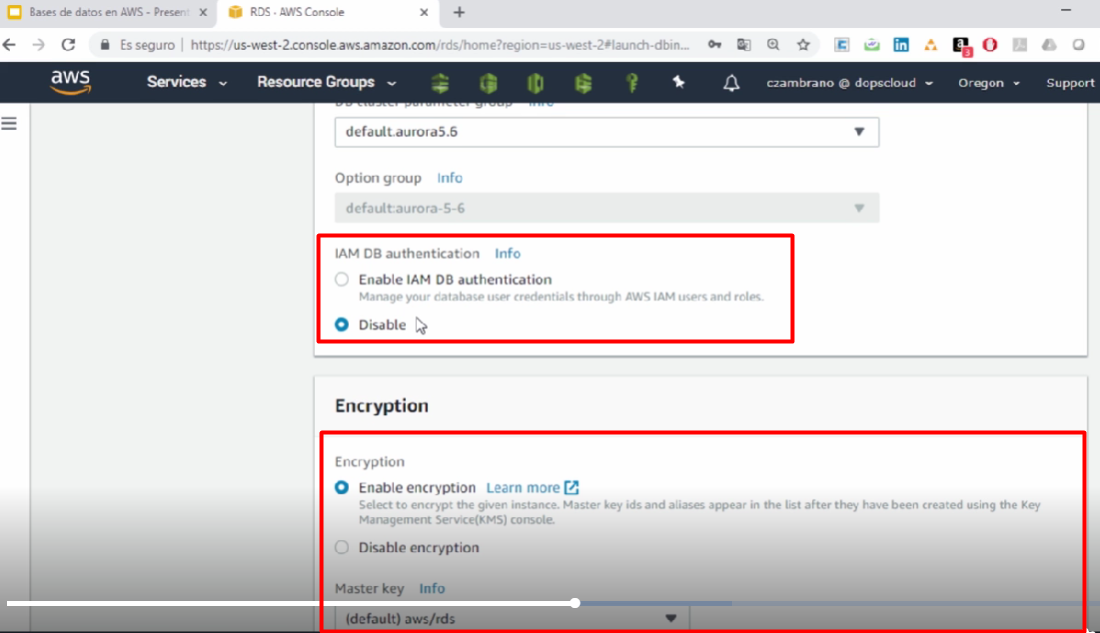 Bases de datos en AWS - Present
RDS - AWS Console
Es seguro | https://us-west-2.console.aws.amazon.com/rds/home?region=us-west-2#launch-dbin...
aws Services Resource Groups czambrano @ dopscloud Oregon Support
DB cluster parameter group Info
default.aurora5.6
Option group Info
default:aurora-5-6
IAM DB authentication Info
Enable IAM DB authentication
Manage your database user credentials through AWS IAM users and roles.
Disable
Encryption
Encryption
Enable encryption Learn more
Select to encrypt the given instance. Master key ids and aliases appear in the list after they have been created using the Key
Management Service(KMS) console.
Disable encryption
Master key Info
(default) aws/rds